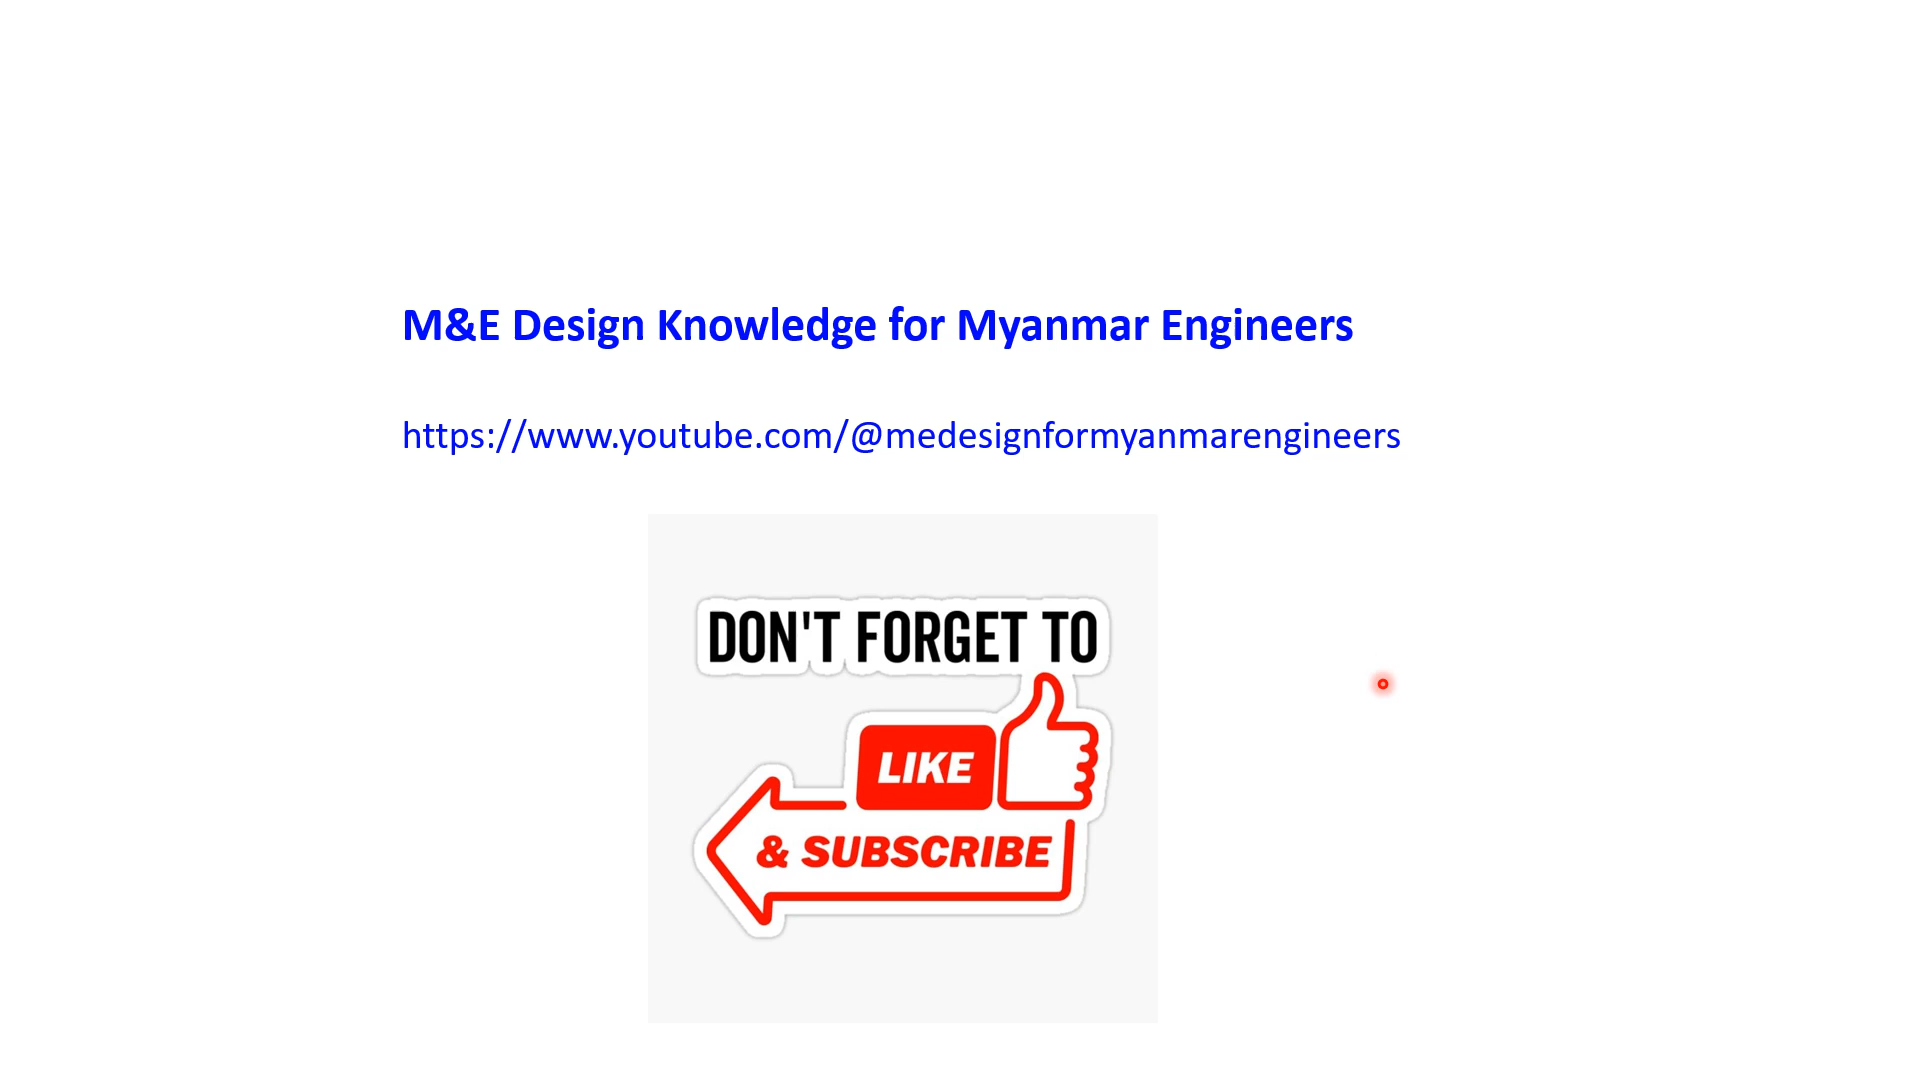 M&E Design Knowledge for Myanmar Engineers
https://www.youtube.com/@medesignformyanmarengineers
DON'T FORGET TO
LIKE
& SUBSCRIBE